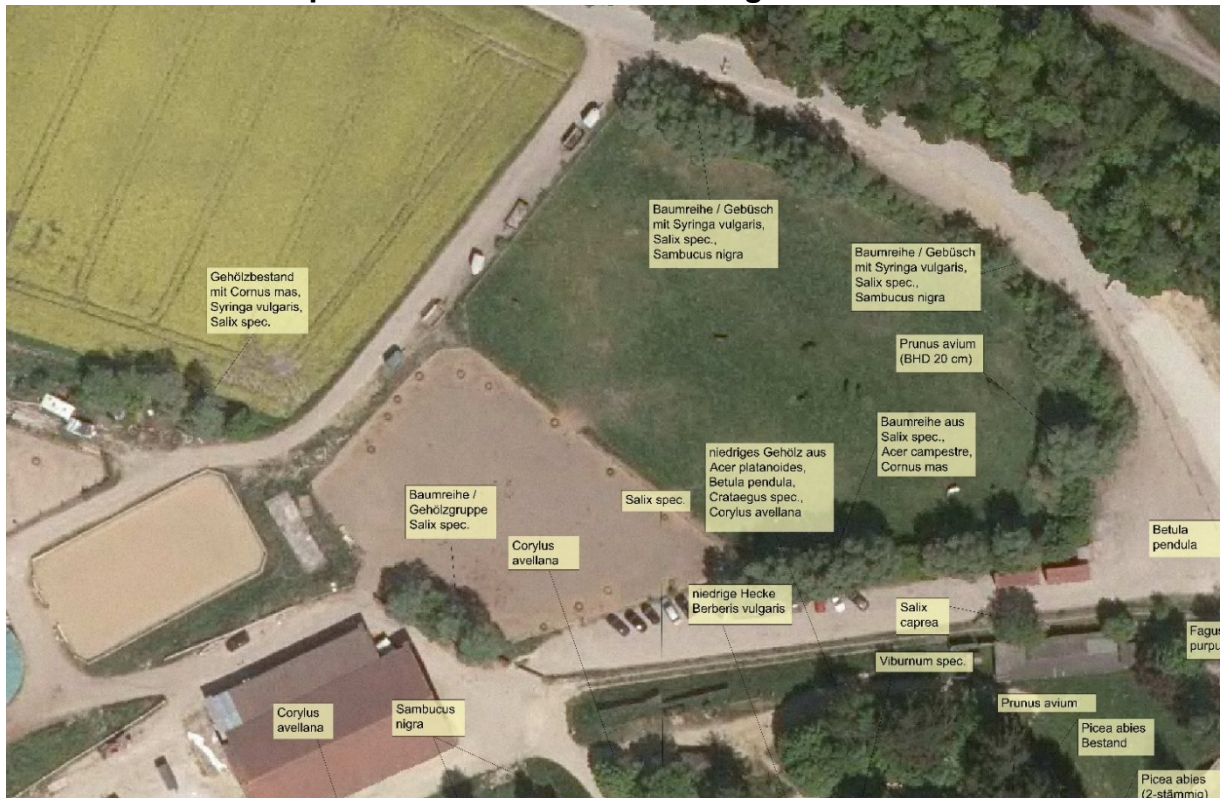 Baumreihe / Gebüsch
mit Syringa vulgaris,
Salix spec.,
Sambucus nigra
Baumreihe / Gebüsch
mit Syringa vulgaris,
Salix spec.,
Sambucus nigra
Gehölzbestand
mit Cornus mas,
Syringa vulgaris,
Salix spec.
Prunus avium
(BHD 20 cm)
Baumreihe aus
Salix spec.,
Acer campestre,
Cornus mas
niedriges Gehölz aus
Acer platanoides,
Betula pendula,
Crataegus spec.,
Corylus avellana
Baumreihe /
Gehölzgruppe
Salix spec.
Salix spec.
Corylus
avellana
Betula
pendula
niedrige Hecke
Berberis vulgaris
Salix
caprea
Fagus
purpu
Viburnum spec.
Prunus avium
Corylus
avellana
Sambucus
nigra
Picea abies
Bestand
Picea abies
(2-stämmig)